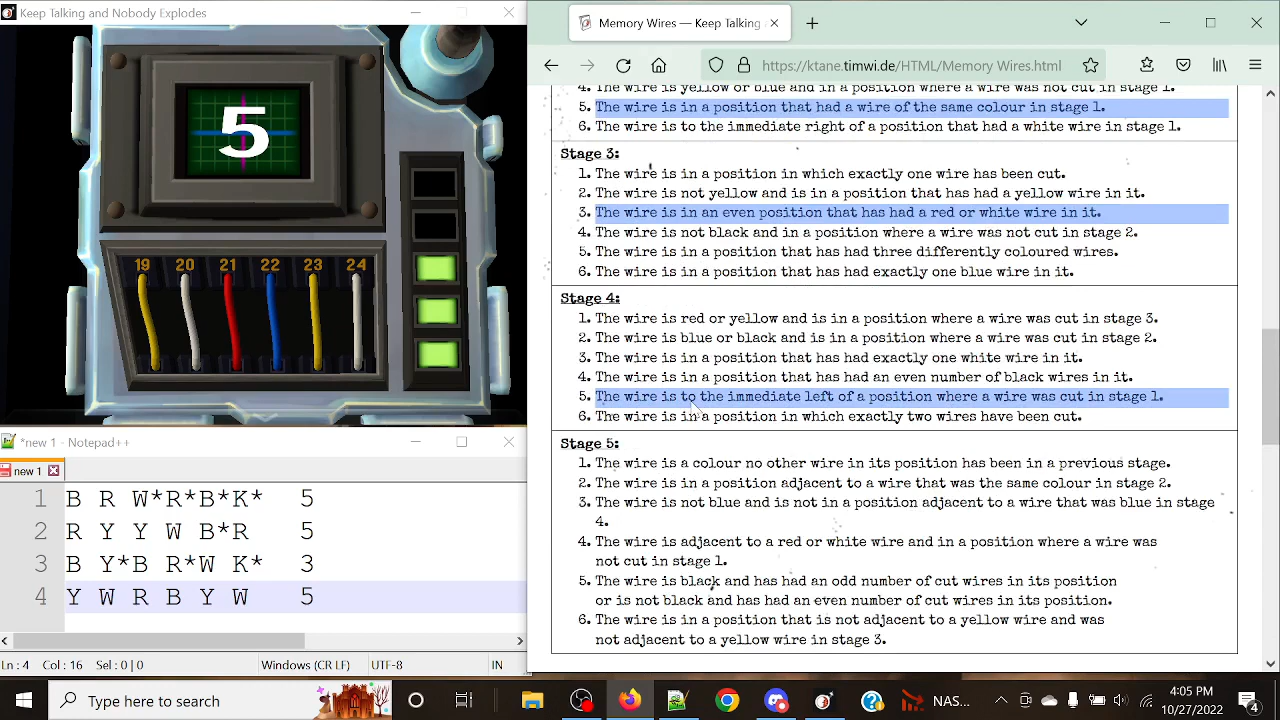 Keep Talking and Nobody Explodes
5
19 20 21 22 23 24
*new 1 - Notepad++
new 1
1 B R W*R*B*K* 5
2 R Y Y W B*R 5
3 B Y*B R*W K* 3
4 Y W R B Y W 5
Ln: 4 Col: 16 Sel: 0 | 0 Windows (CR LF) UTF-8 IN
Memory Wires — Keep Talking
https://ktane.timwi.de/HTML/Memory Wires.html
4. The wire is yellow or blue and in a position where a wire was not cut in stage 1.
5. The wire is in a position that had a wire of the same colour in stage 1.
6. The wire is to the immediate right of a position that had a white wire in stage 1.
Stage 3:
1. The wire is in a position in which exactly one wire has been cut.
2. The wire is not yellow and is in a position that has had a yellow wire in it.
3. The wire is in an even position that has had a red or white wire in it.
4. The wire is not black and in a position where a wire was not cut in stage 2.
5. The wire is in a position that has had three differently coloured wires.
6. The wire is in a position that has had exactly one blue wire in it.
Stage 4:
1. The wire is red or yellow and is in a position where a wire was cut in stage 3.
2. The wire is blue or black and is in a position where a wire was cut in stage 2.
3. The wire is in a position that has had exactly one white wire in it.
4. The wire is in a position that has had an even number of black wires in it.
5. The wire is to the immediate left of a position where a wire was cut in stage 1.
6. The wire is in a position in which exactly two wires have been cut.
Stage 5:
1. The wire is a colour no other wire in its position has been in a previous stage.
2. The wire is in a position adjacent to a wire that was the same colour in stage 2.
3. The wire is not blue and is not in a position adjacent to a wire that was blue in stage
4.
4. The wire is adjacent to a red or white wire and in a position where a wire was
not cut in stage 1.
5. The wire is black and has had an odd number of cut wires in its position
or is not black and has had an even number of cut wires in its position.
6. The wire is in a position that is not adjacent to a yellow wire and was
not adjacent to a yellow wire in stage 3.
Type here to search
NAS...
4:05 PM
10/27/2022
4